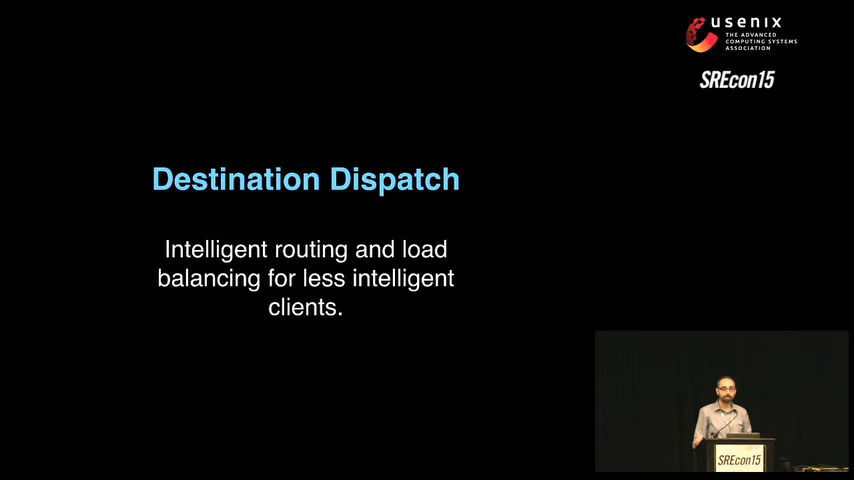 usenix
THE ADVANCED
COMPUTING SYSTEMS
ASSOCIATION
SREcon15
Destination Dispatch
Intelligent routing and load
balancing for less intelligent
clients.
SREcon15